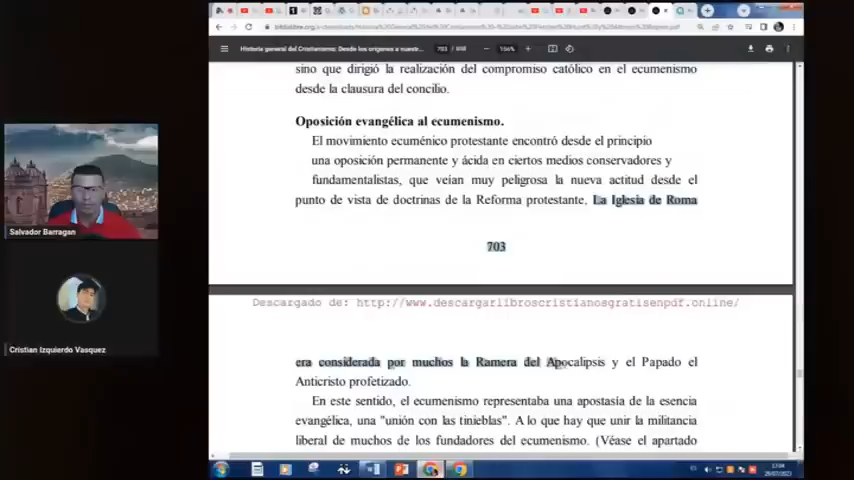 Historia general del Cristianismo: Desde los orígenes a nuestr...
703
104%
sino que dirigió la realización del compromiso católico en el ecumenismo
desde la clausura del concilio.
Oposición evangélica al ecumenismo.
El movimiento ecuménico protestante encontró desde el principio
una oposición permanente y ácida en ciertos medios conservadores y
fundamentalistas, que veían muy peligrosa la nueva actitud desde el
punto de vista de doctrinas de la Reforma protestante, La Iglesia de Roma
703
Descargado de: http://www.descargarlibroscristianosgratisenpdf.online/
era considerada por muchos la Ramera del Apocalipsis y el Papado el
Anticristo profetizado.
En este sentido, el ecumenismo representaba una apostasía de la esencia
evangélica, una "unión con las tinieblas". A lo que hay que unir la militancia
liberal de muchos de los fundadores del ecumenismo. (Véase el apartado
Salvador Barragan
Cristian Izquierdo Vasquez